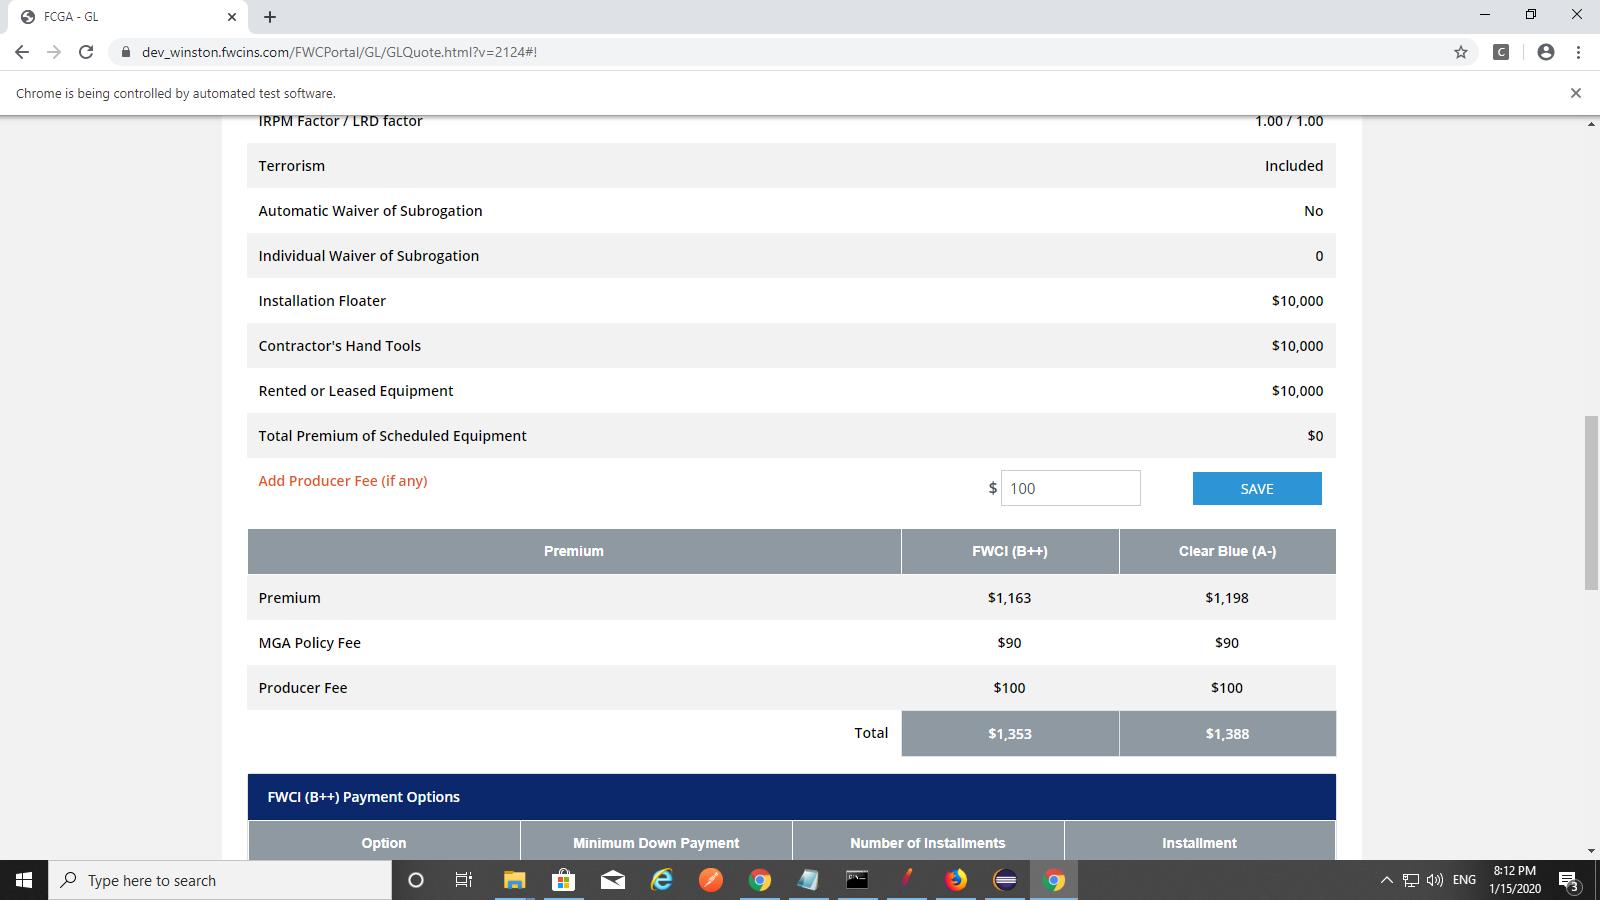 FCGA - GL
dev_winston.fwcins.com/FWCPortal/GL/GLQuote.html?v=2124#!
C
Chrome is being controlled by automated test software.
IRPM Factor / LRD factor 1.00 / 1.00
Terrorism Included
Automatic Waiver of Subrogation No
Individual Waiver of Subrogation 0
Installation Floater $10,000
Contractor's Hand Tools $10,000
Rented or Leased Equipment $10,000
Total Premium of Scheduled Equipment $0
Add Producer Fee (if any) $ 100 SAVE
Premium FWCI (B++) Clear Blue (A-)
Premium $1,163 $1,198
MGA Policy Fee $90 $90
Producer Fee $100 $100
Total $1,353 $1,388
FWCI (B++) Payment Options
Option Minimum Down Payment Number of Installments Installment
Type here to search ENG 8:12 PM
1/15/2020 3